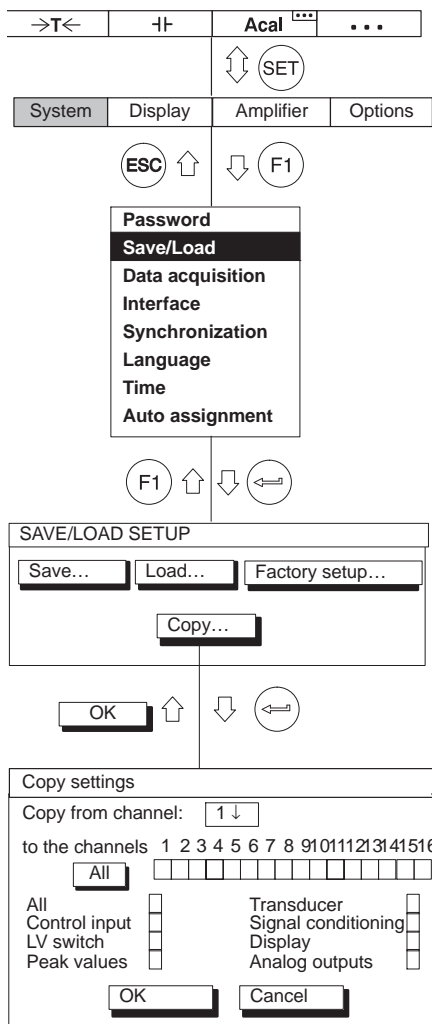 →T← ⊣⊢ Acal ...
SET
System Display Amplifier Options
ESC F1
Password
Save/Load
Data acquisition
Interface
Synchronization
Language
Time
Auto assignment
F1
SAVE/LOAD SETUP
Save... Load... Factory setup...
Copy...
OK
Copy settings
Copy from channel: 1↓
to the channels 1 2 3 4 5 6 7 8 9 10 11 12 13 14 15 16
All
All Transducer
Control input Signal conditioning
LV switch Display
Peak values Analog outputs
OK Cancel